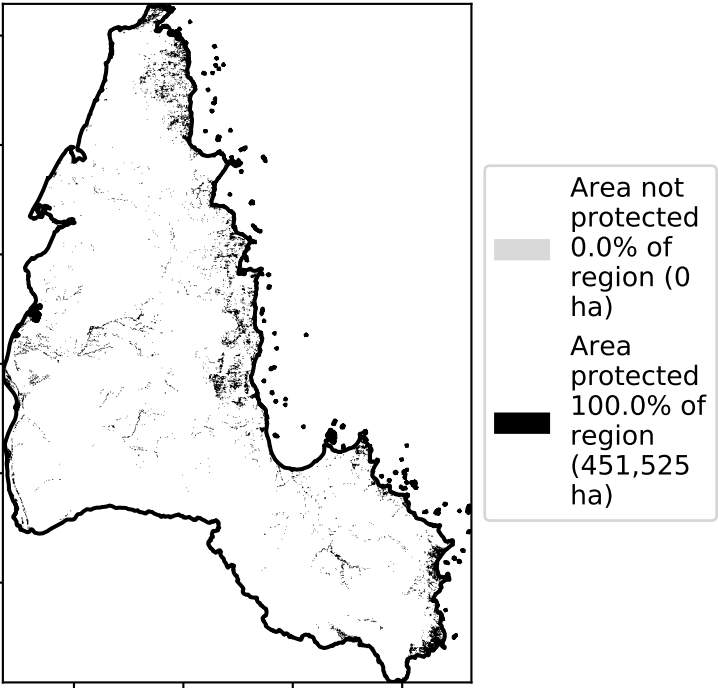 Area not
protected
0.0% of
region (0
ha)
Area
protected
100.0% of
region
(451,525
ha)